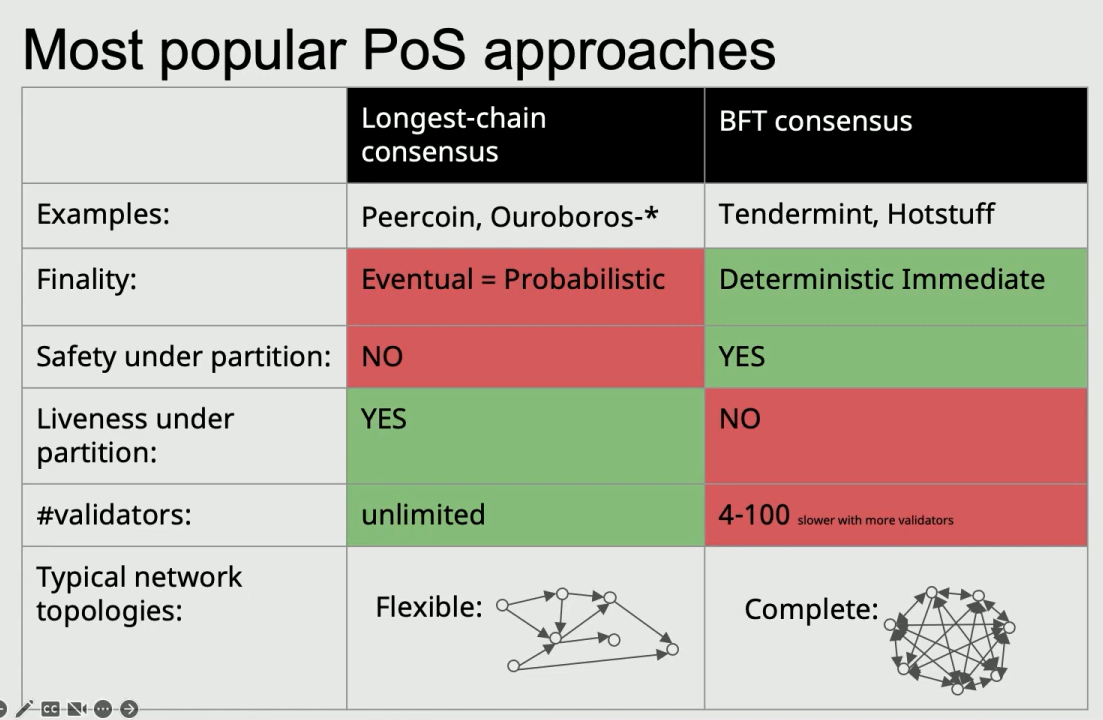 Most popular PoS approaches
Longest-chain
consensus
BFT consensus
Examples:
Peercoin, Ouroboros-*
Tendermint, Hotstuff
Finality:
Eventual = Probabilistic
Deterministic Immediate
Safety under partition:
NO
YES
Liveness under
partition:
YES
NO
#validators:
unlimited
4-100 slower with more validators
Typical network
topologies:
Flexible:
Complete:
CC